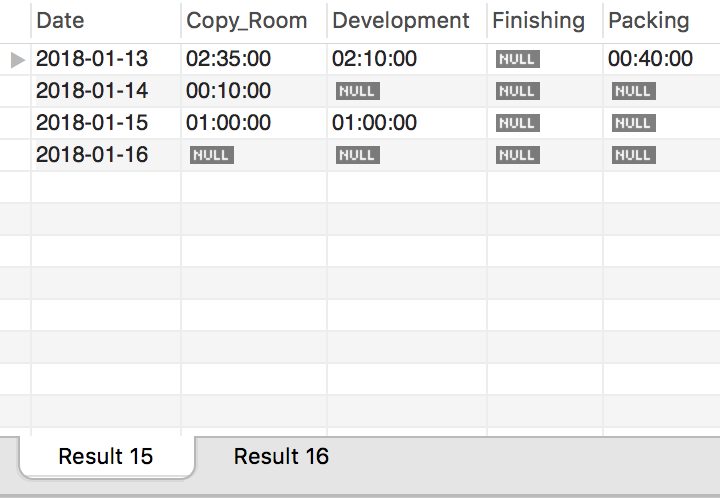 Date Copy_Room Development Finishing Packing
2018-01-13 02:35:00 02:10:00 NULL 00:40:00
2018-01-14 00:10:00 NULL NULL NULL
2018-01-15 01:00:00 01:00:00 NULL NULL
2018-01-16 NULL NULL NULL NULL
Result 15 Result 16